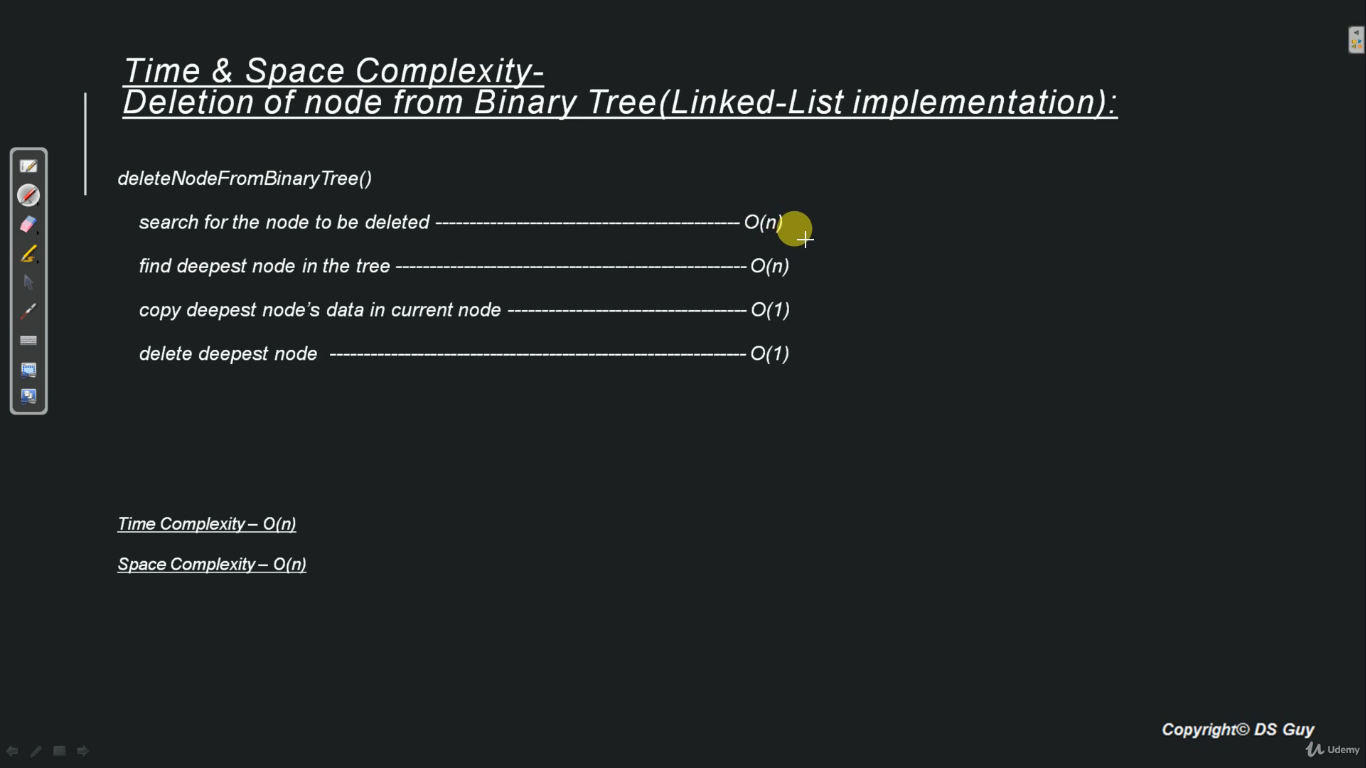 Time & Space Complexity-
Deletion of node from Binary Tree(Linked-List implementation):
deleteNodeFromBinaryTree()
search for the node to be deleted --------------------------------------------- O(n)
find deepest node in the tree ---------------------------------------------------- O(n)
copy deepest node’s data in current node ----------------------------------- O(1)
delete deepest node ------------------------------------------------------------- O(1)
Time Complexity – O(n)
Space Complexity – O(n)
Copyright© DS Guy
Udemy